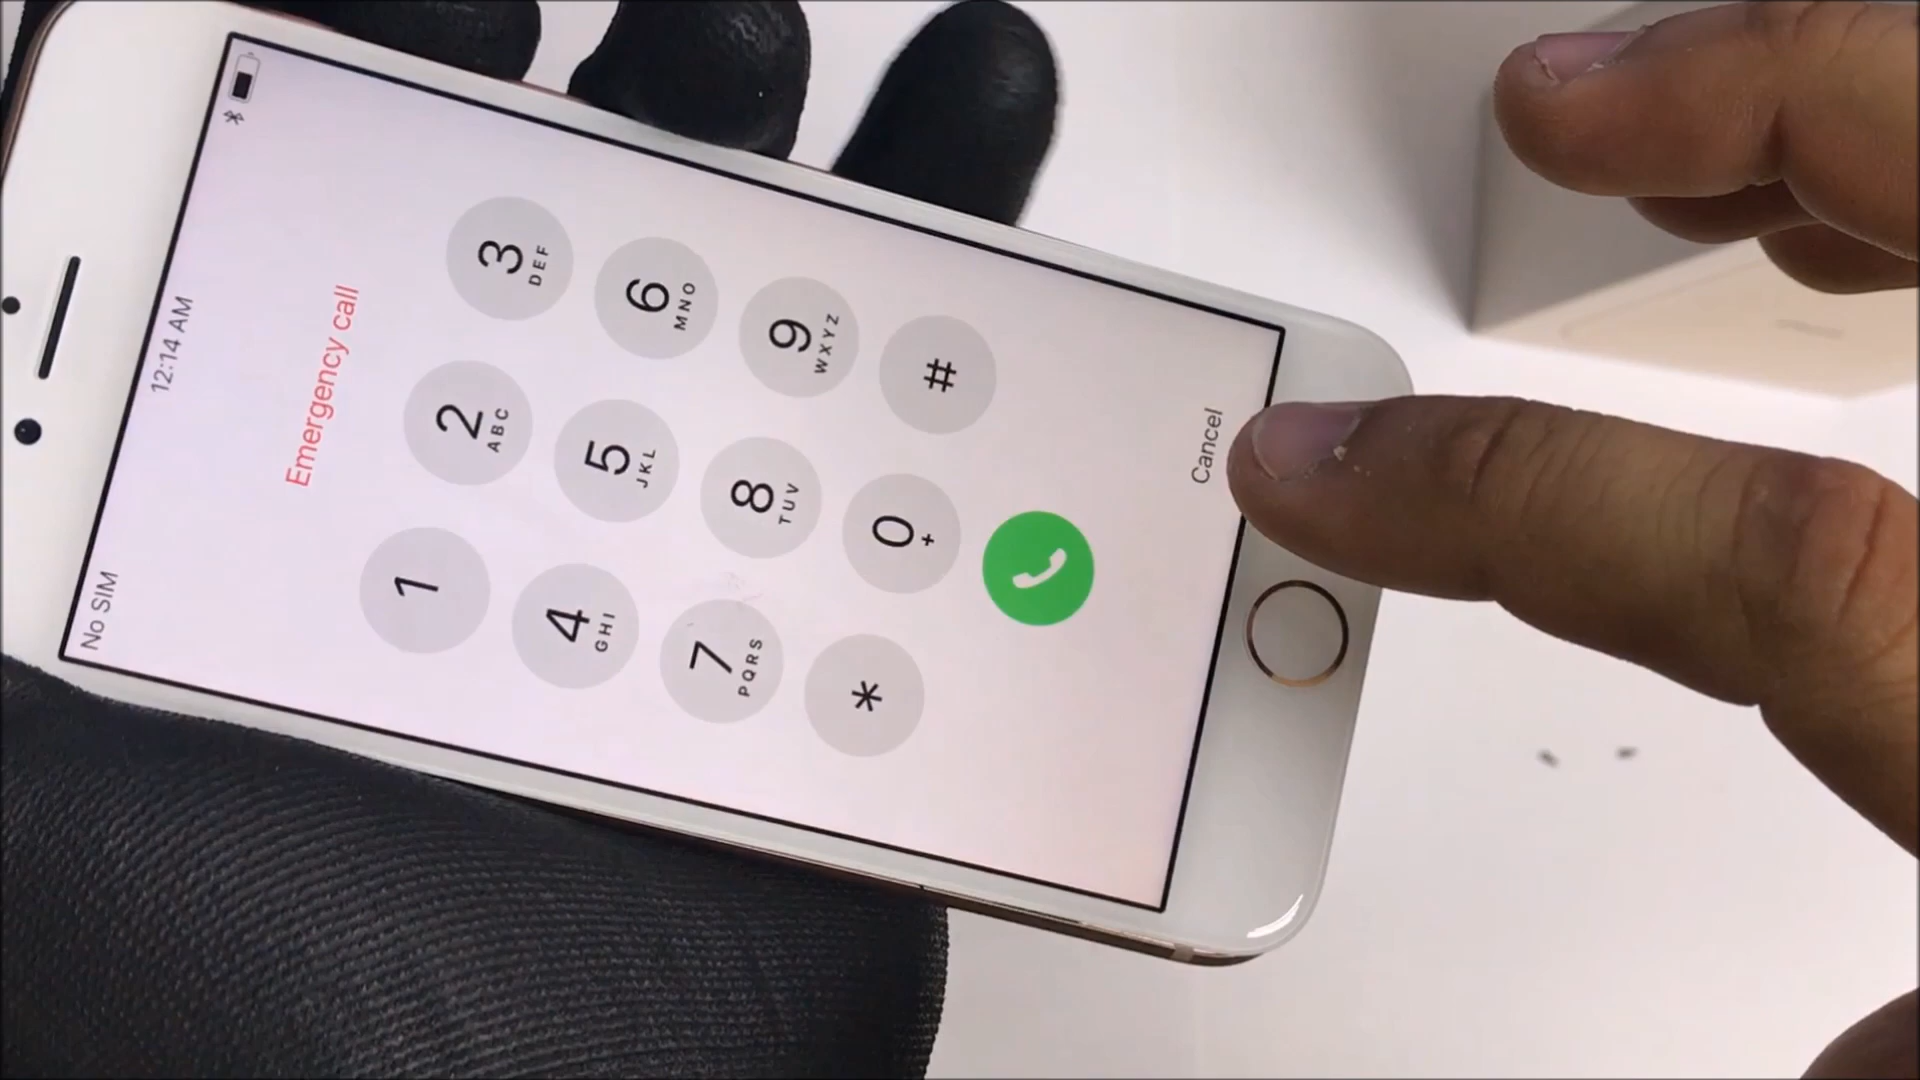 No SIM 12:14 AM
Emergency call
1 2 ABC 3 DEF
4 GHI 5 JKL 6 MNO
7 PQRS 8 TUV 9 WXYZ
* 0 + #
Cancel